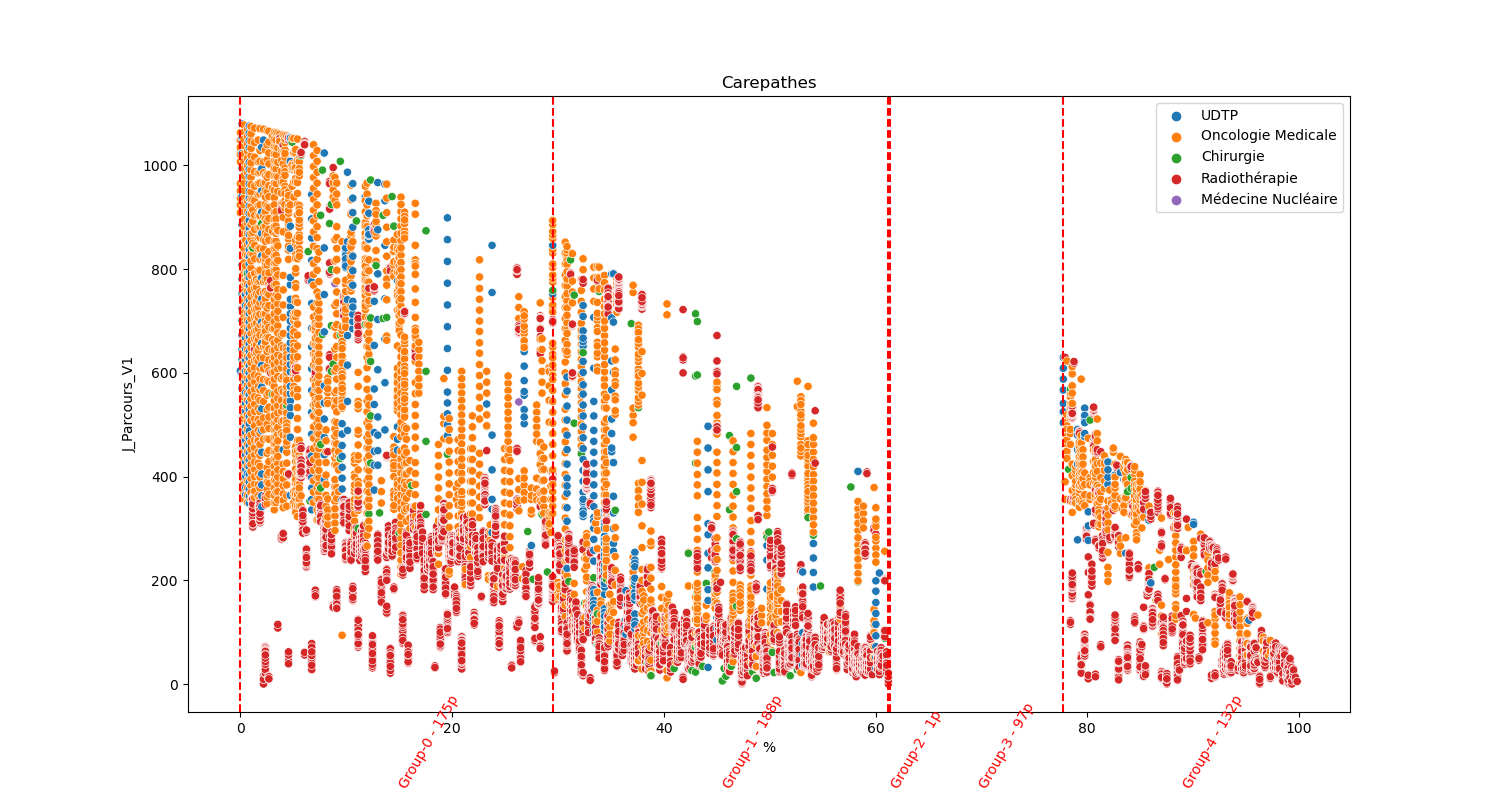 Carepathes
UDTP
Oncologie Medicale
Chirurgie
Radiothérapie
Médecine Nucléaire
J_Parcours_V1
1000
800
600
400
200
0
0 20 40 60 80 100
%
Group-0 - 175p
Group-1 - 188p
Group-2 - 1p
Group-3 - 97p
Group-4 - 132p